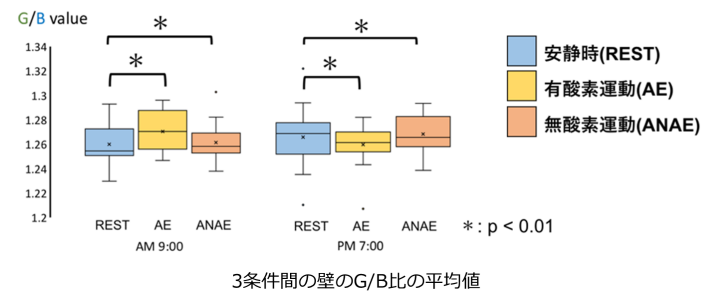 G/B value
1.34
1.32
1.3
1.28
1.26
1.24
1.22
1.2
*
*
*
*
REST AE ANAE
AM 9:00
REST AE ANAE
PM 7:00
安静時(REST)
有酸素運動(AE)
無酸素運動(ANAE)
*: p < 0.01
3条件間の壁のG/B比の平均値